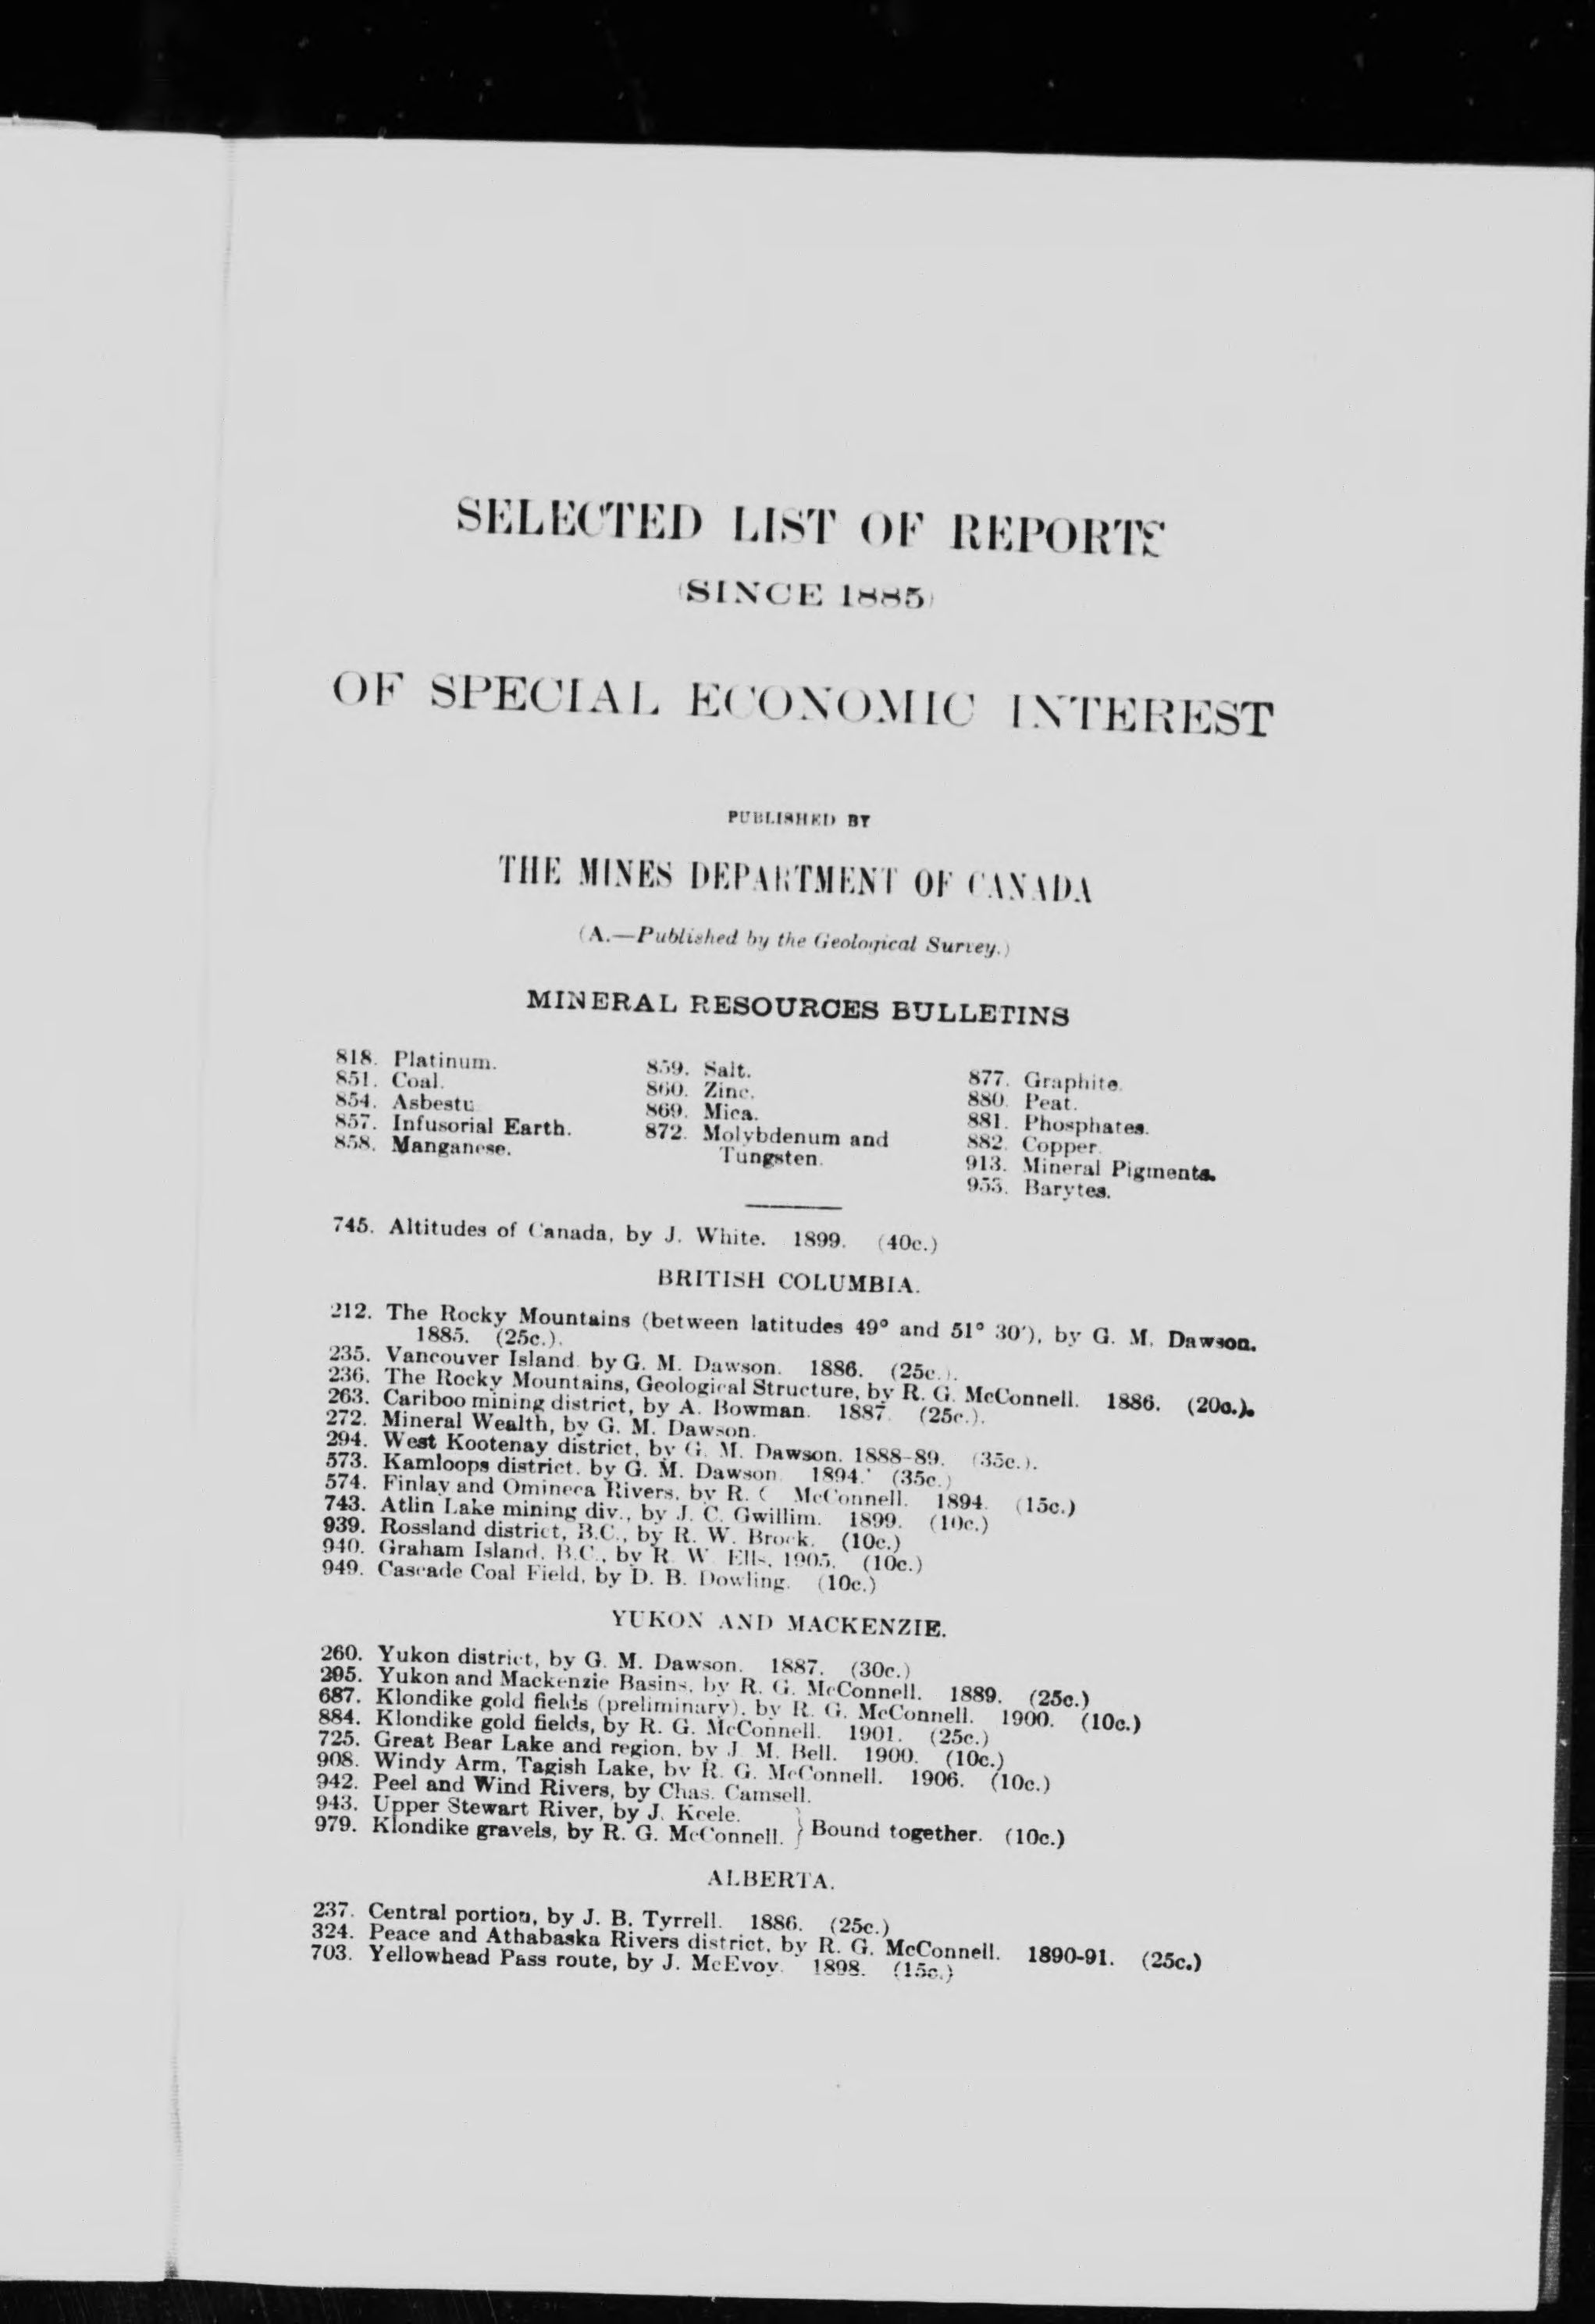 SELECTED LIST OF REPORTS
(SINCE 1885)
OF SPECIAL ECONOMIC INTEREST
PUBLISHED BY
THE MINES DEPARTMENT OF CANADA
(A.—Published by the Geological Survey.)
MINERAL RESOURCES BULLETINS
818. Platinum.
851. Coal.
854. Asbestu
857. Infusorial Earth.
858. Manganese.
859. Salt.
860. Zinc.
869. Mica.
872. Molybdenum and
Tungsten.
877. Graphite.
880. Peat.
881. Phosphates.
882. Copper.
913. Mineral Pigments.
953. Barytes.
745. Altitudes of Canada, by J. White. 1899. (40c.)
BRITISH COLUMBIA.
212. The Rocky Mountains (between latitudes 49° and 51° 30′), by G. M. Dawson.
1885. (25c.).
235. Vancouver Island by G. M. Dawson. 1886. (25c.).
236. The Rocky Mountains, Geological Structure, by R. G. McConnell. 1886. (20c.).
263. Cariboo mining district, by A. Bowman. 1887. (25c.).
272. Mineral Wealth, by G. M. Dawson.
294. West Kootenay district, by G. M. Dawson. 1888-89. (35c.).
573. Kamloops district, by G. M. Dawson. 1894. (35c.)
574. Finlay and Omineca Rivers, by R. McConnell. 1894. (15c.)
743. Atlin Lake mining div., by J. C. Gwillim. 1899. (10c.)
939. Rossland district, B.C., by R. W. Brock. (10c.)
940. Graham Island, B.C., by R. W. Ells, 1905. (10c.)
949. Cascade Coal Field, by D. B. Dowling. (10c.)
YUKON AND MACKENZIE.
260. Yukon district, by G. M. Dawson. 1887. (30c.)
295. Yukon and Mackenzie Basins, by R. G. McConnell. 1889. (25c.)
687. Klondike gold fields (preliminary), by R. G. McConnell. 1900. (10c.)
884. Klondike gold fields, by R. G. McConnell. 1901. (25c.)
725. Great Bear Lake and region, by J. M. Bell. 1900. (10c.)
908. Windy Arm, Tagish Lake, by R. G. McConnell. 1906. (10c.)
942. Peel and Wind Rivers, by Chas. Camsell.
943. Upper Stewart River, by J. Keele.
979. Klondike gravels, by R. G. McConnell. } Bound together. (10c.)
ALBERTA.
237. Central portion, by J. B. Tyrrell. 1886. (25c.)
324. Peace and Athabaska Rivers district, by R. G. McConnell. 1890-91. (25c.)
703. Yellowhead Pass route, by J. McEvoy. 1898. (15c.)